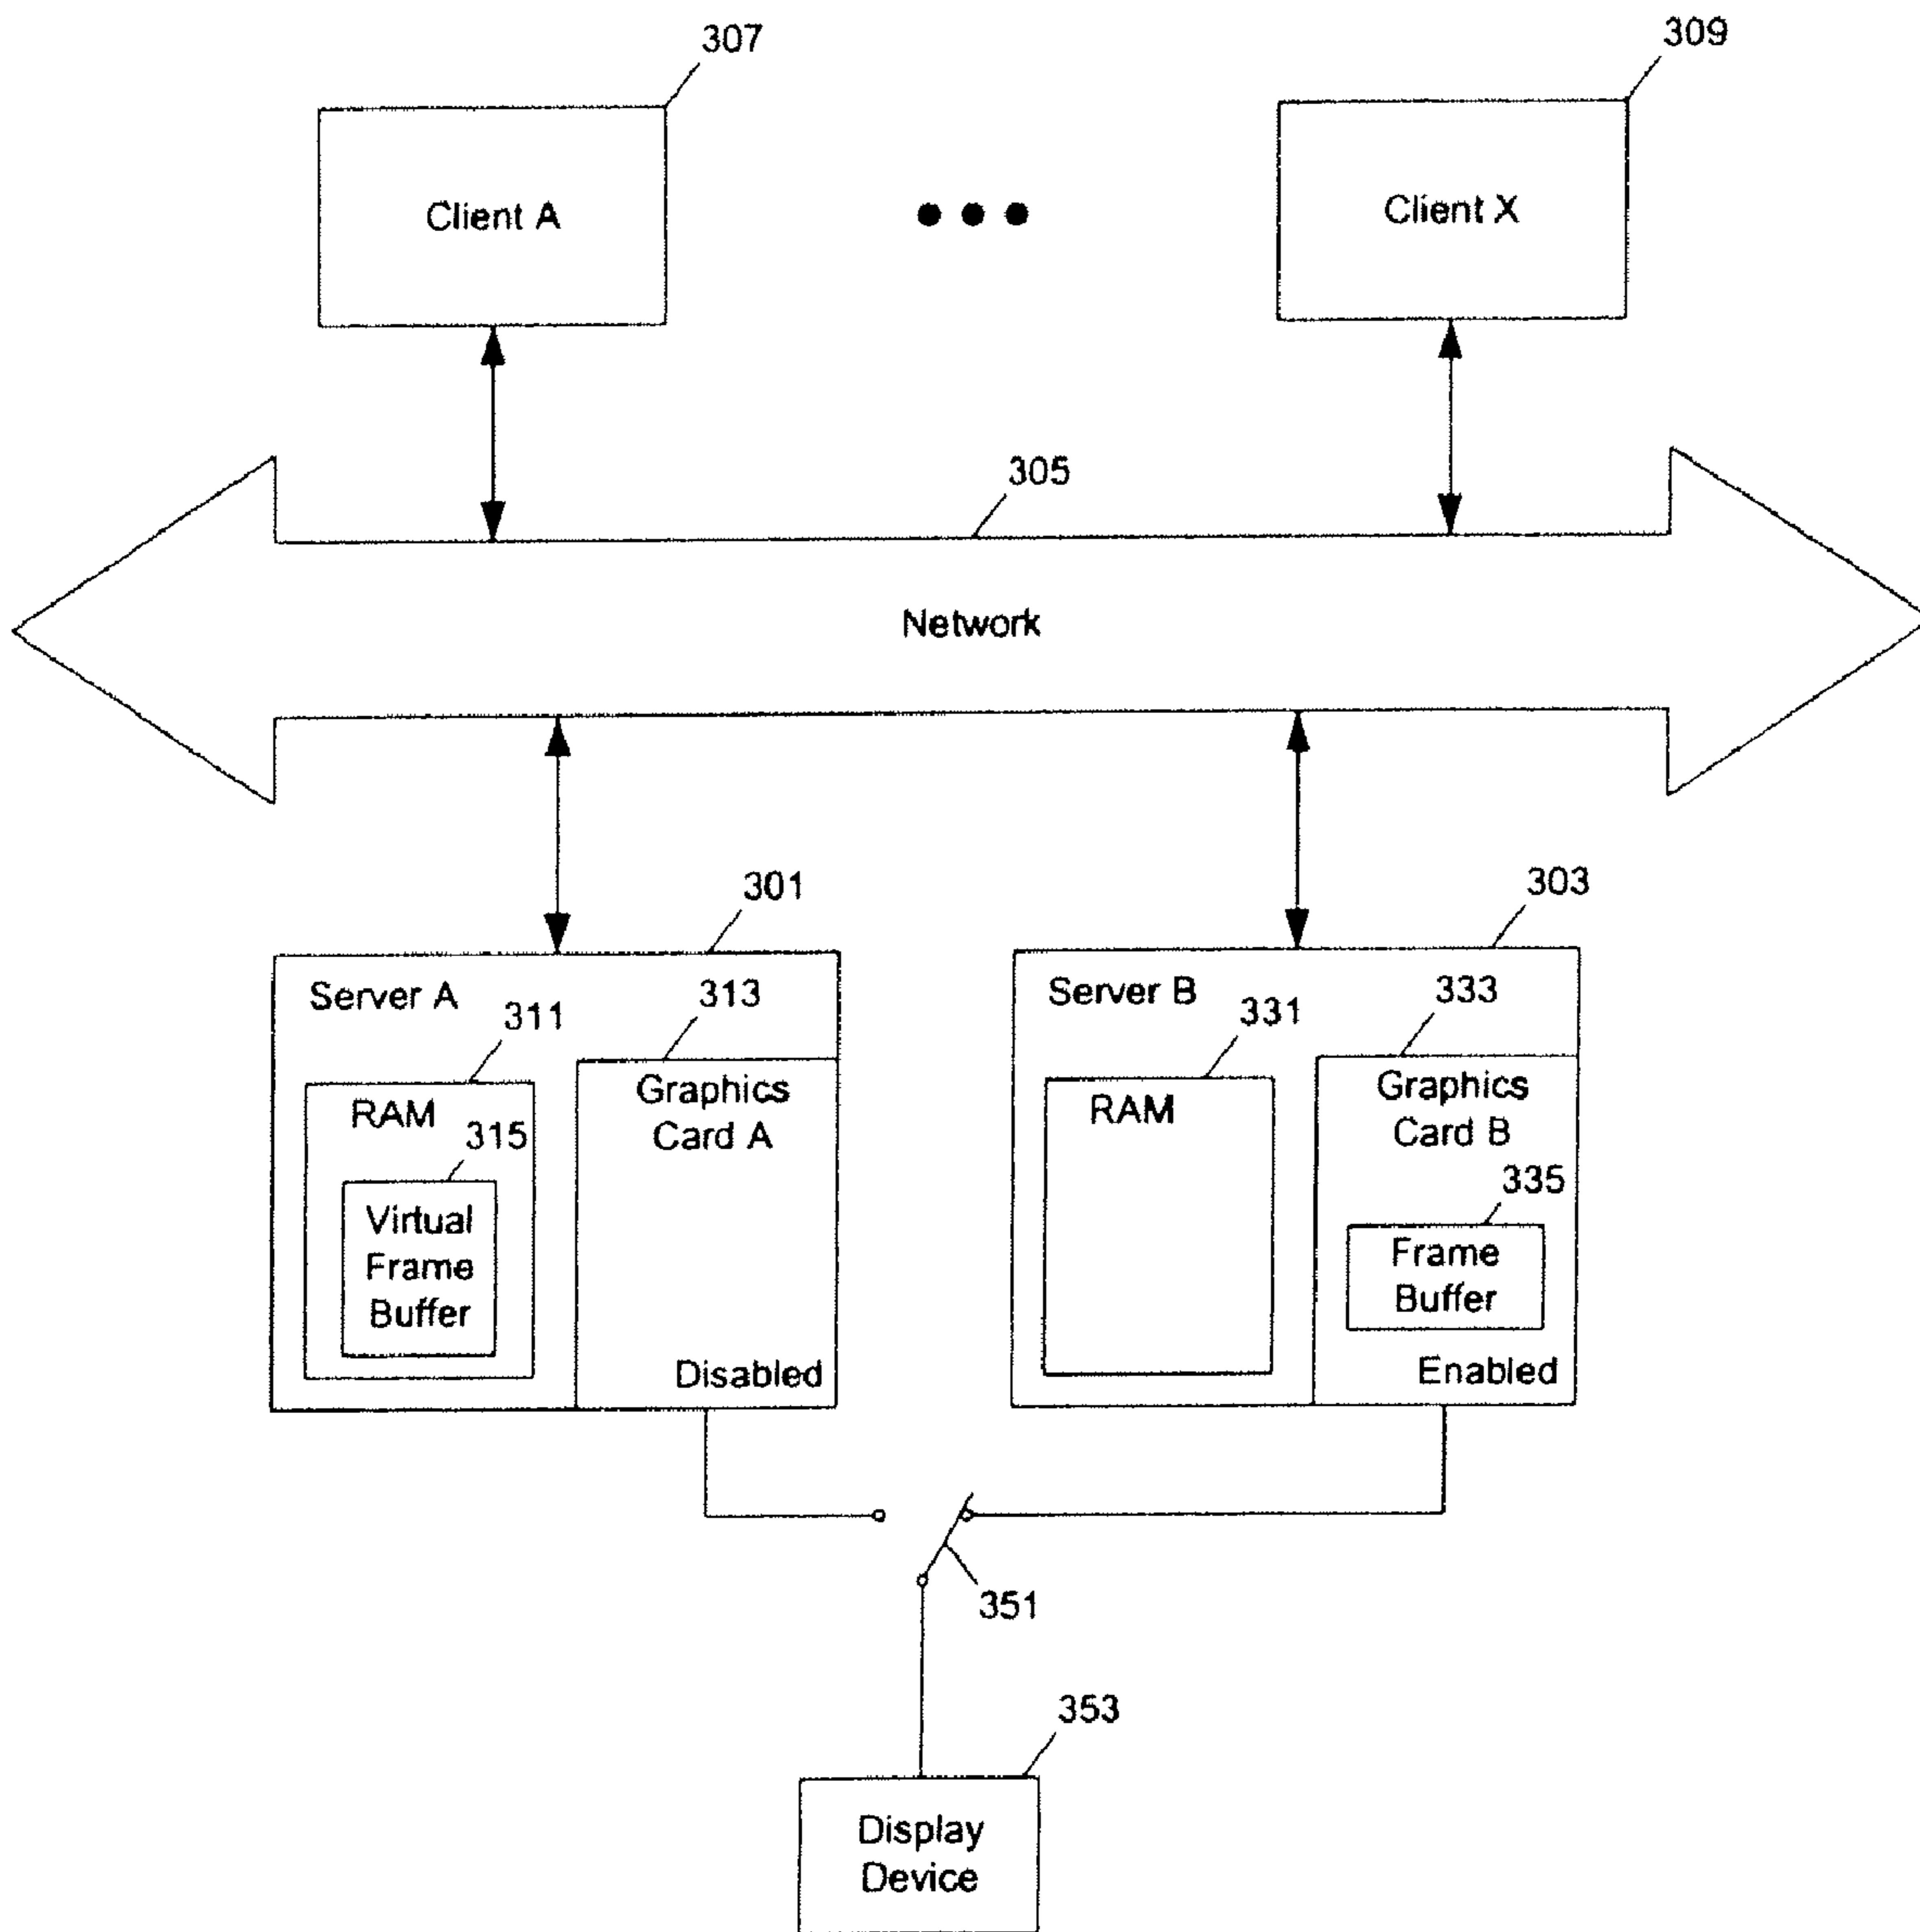 307
309
Client A
Client X
305
Network
301
303
Server A
313
311
Server B
333
331
RAM
315
Graphics
Card A
RAM
Graphics
Card B
335
Virtual
Frame
Buffer
Frame
Buffer
Disabled
Enabled
351
353
Display
Device